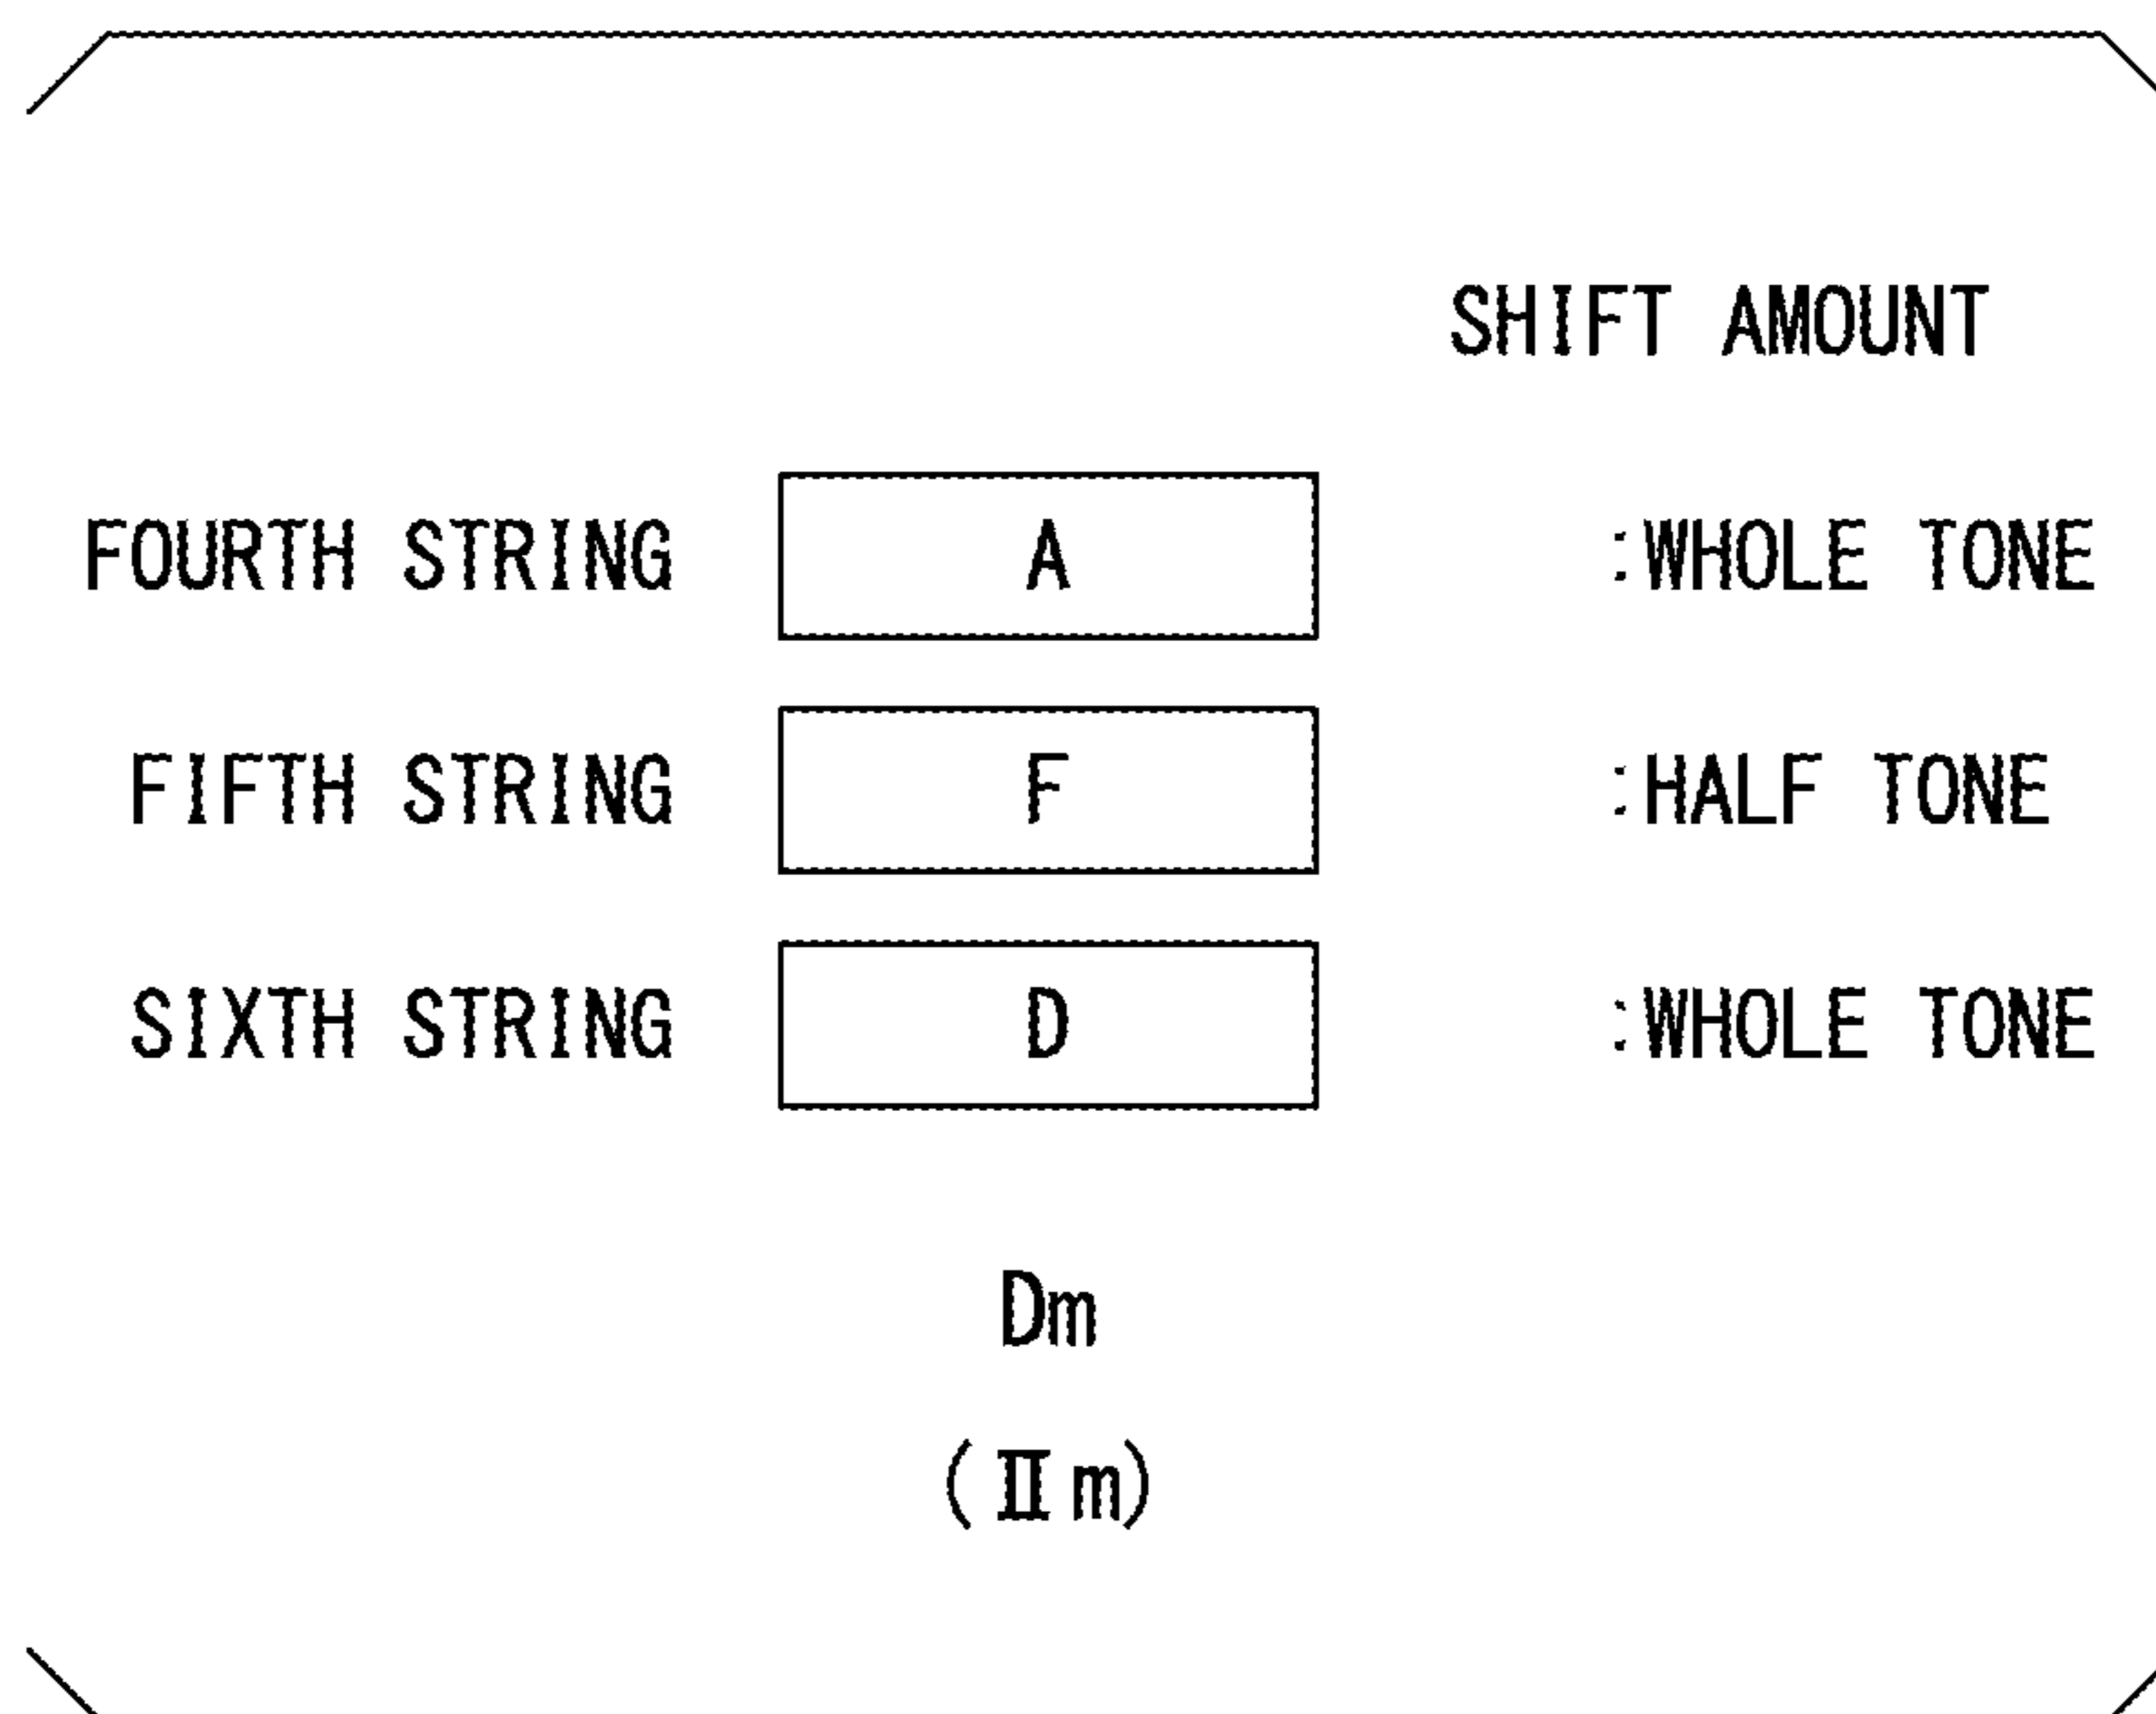 SHIFT AMOUNT
FOURTH STRING A :WHOLE TONE
FIFTH STRING F :HALF TONE
SIXTH STRING D :WHOLE TONE
Dm
(Ⅱm)